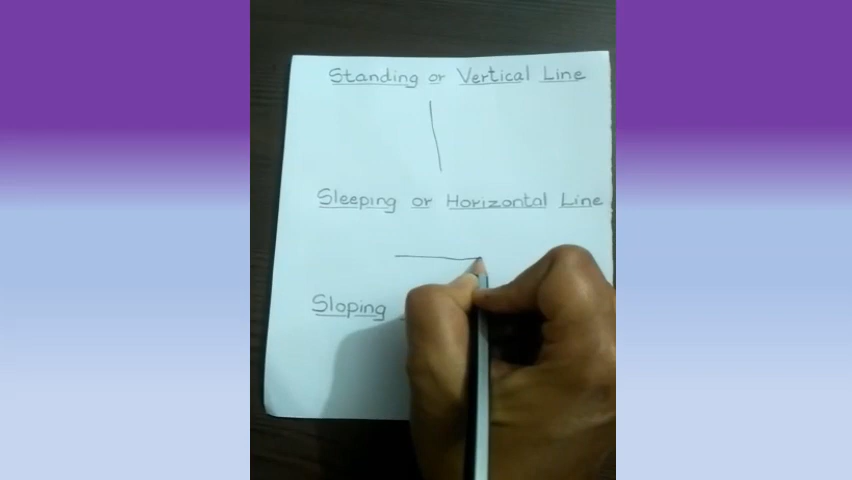 Standing or Vertical Line
Sleeping or Horizontal Line
Sloping